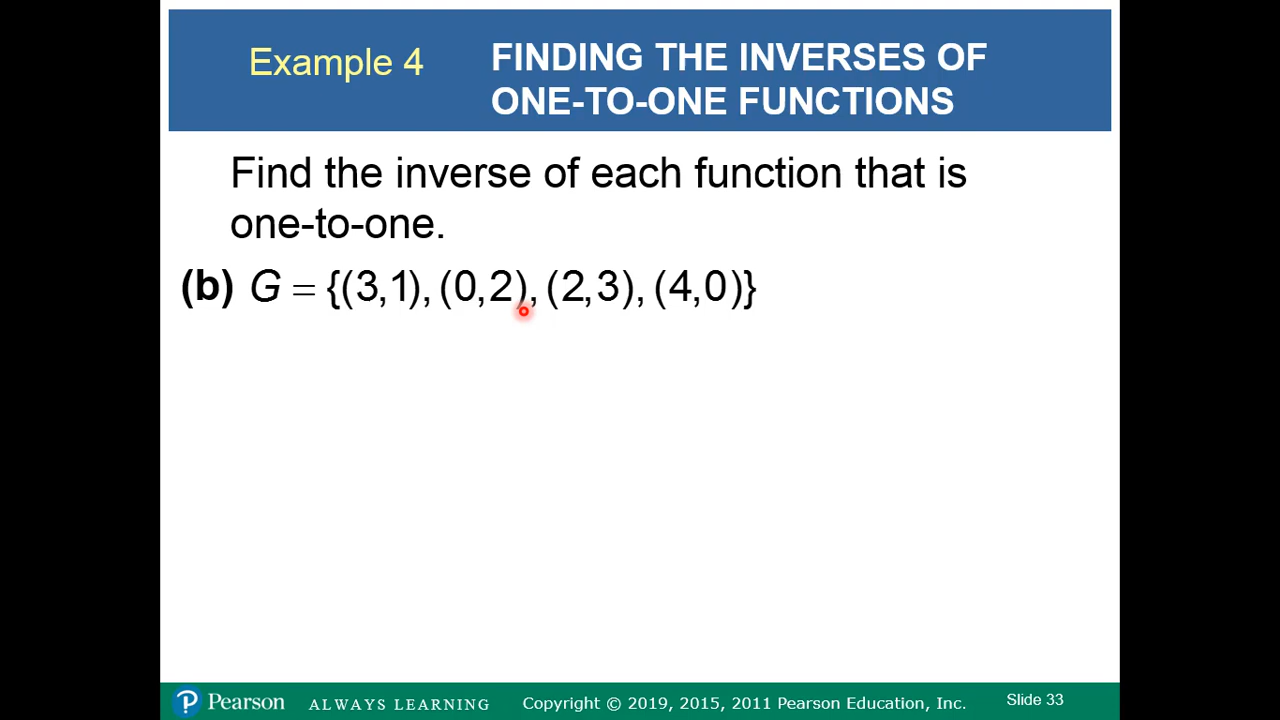 Example 4
FINDING THE INVERSES OF
ONE-TO-ONE FUNCTIONS
Find the inverse of each function that is
one-to-one.
(b) G = {(3,1), (0,2), (2,3), (4,0)}
Pearson ALWAYS LEARNING Copyright © 2019, 2015, 2011 Pearson Education, Inc. Slide 33